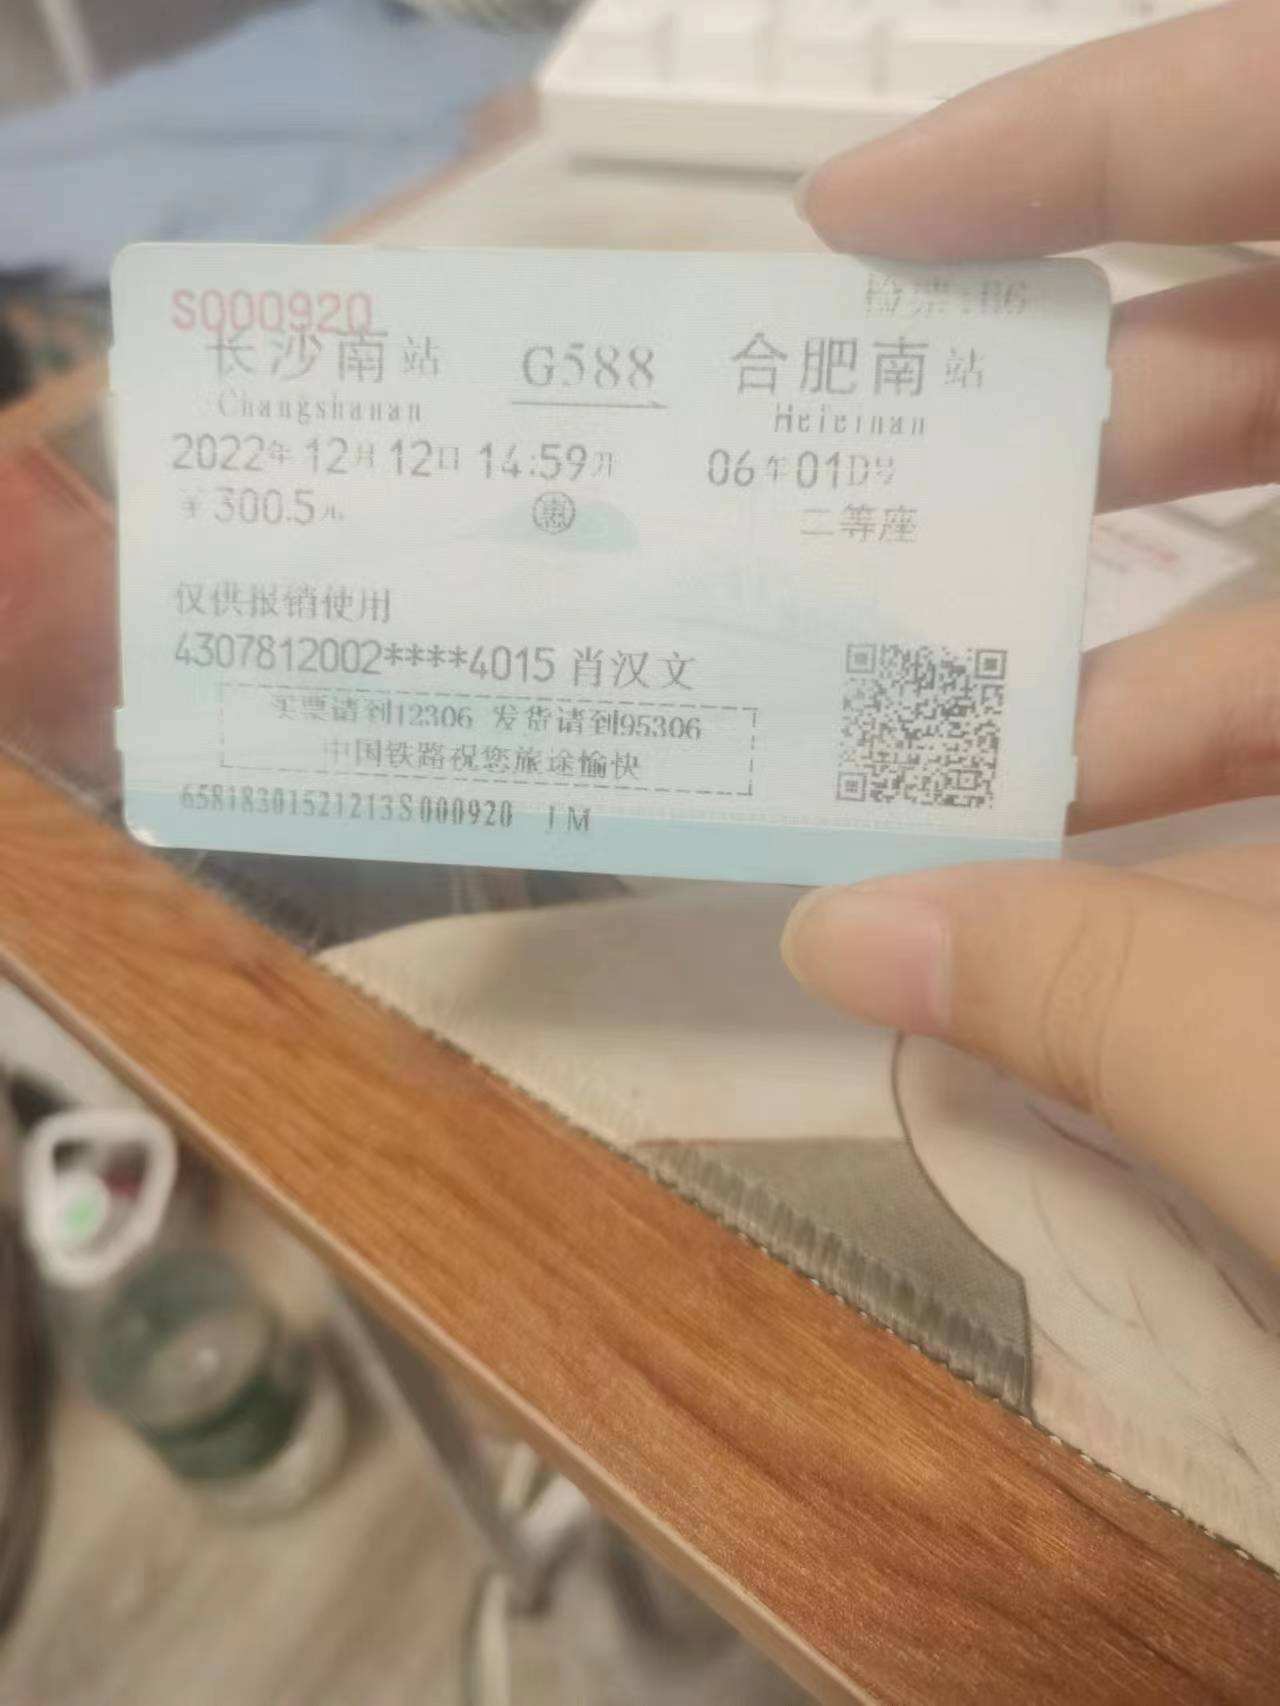 S000920 检票:B6
长沙南站 G588 合肥南站
Changshanan Hefeinan
2022年12月12日 14:59开 06车01D号
￥300.5元 惠 二等座
仅供报销使用
4307812002****4015 肖汉文
买票请到12306 发货请到95306
中国铁路祝您旅途愉快
65818301521213S000920 JM